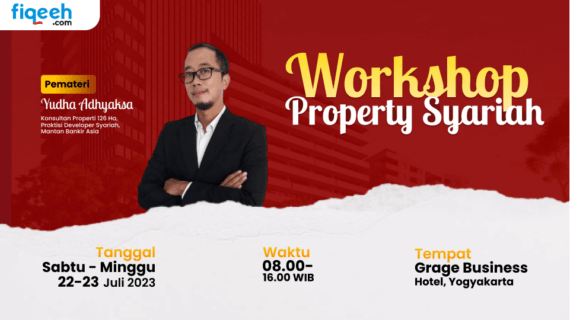 fiqeeh
.com
Pemateri
Yudha Adhyaksa
Konsultan Properti 126 Ha,
Praktisi Developer Syariah,
Mantan Bankir Asia
Workshop
Property Syariah
Tanggal
Sabtu - Minggu
22-23 Juli 2023
Waktu
08.00-
16.00 WIB
Tempat
Grage Business
Hotel, Yogyakarta